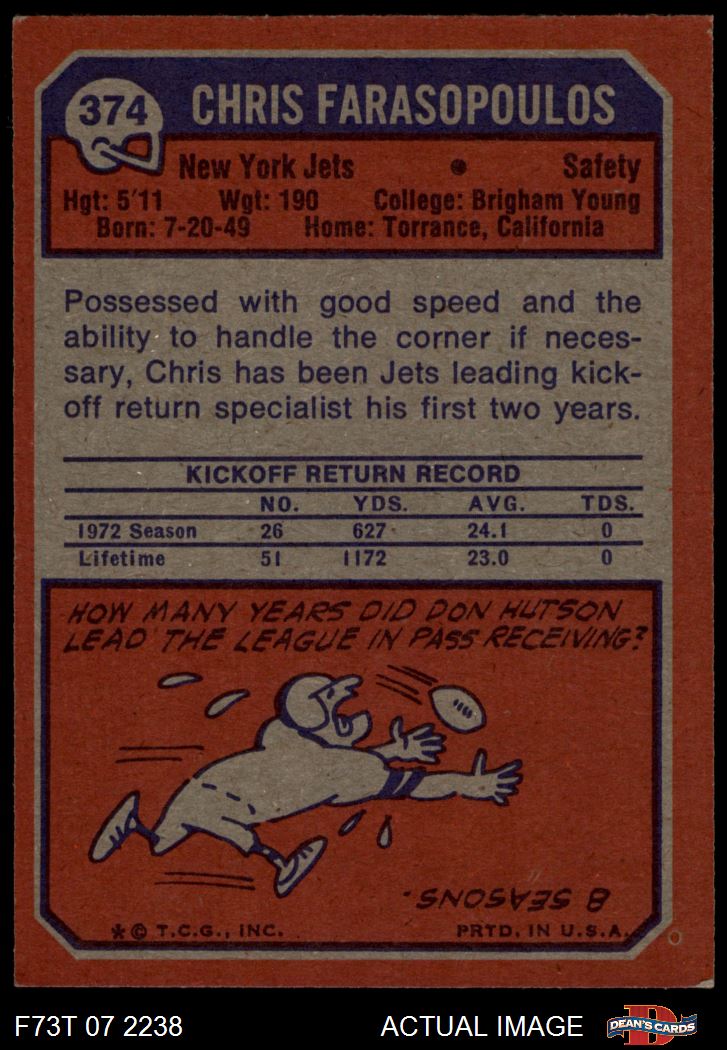 374 CHRIS FARASOPOULOS
New York Jets • Safety
Hgt: 5'11 Wgt: 190 College: Brigham Young
Born: 7-20-49 Home: Torrance, California
Possessed with good speed and the
ability to handle the corner if neces-
sary, Chris has been Jets leading kick-
off return specialist his first two years.
KICKOFF RETURN RECORD
NO. YDS. AVG. TDS.
1972 Season 26 627 24.1 0
Lifetime 51 1172 23.0 0
HOW MANY YEARS DID DON HUTSON
LEAD THE LEAGUE IN PASS RECEIVING?
8 SEASONS.
* © T.C.G., INC. PRTD. IN U.S.A.
F73T 07 2238 ACTUAL IMAGE D DEAN'S CARDS